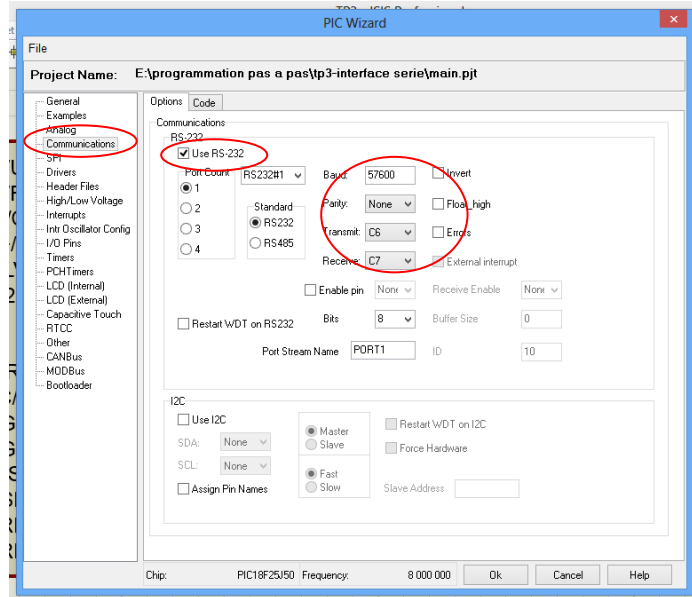 PIC Wizard
File
Project Name: E:\programmation pas a pas\tp3-interface serie\main.pjt
General
Examples
Analog
Communications
SPI
Drivers
Header Files
High/Low Voltage
Interrupts
Intr Oscillator Config
I/O Pins
Timers
PCHTimers
LCD (Internal)
LCD (External)
Capacitive Touch
RTCC
Other
CANBus
MODBus
Bootloader
Options Code
Communications
RS-232
Use RS-232
Port Count RS232#1 Baud: 57600 Invert
1
2 Standard Parity: None Float_high
3 RS232 Transmit: C6 Errors
4 RS485 Receive: C7 External interrupt
Enable pin None Receive Enable None
Restart WDT on RS232 Bits 8 Buffer Size 0
Port Stream Name PORT1 ID 10
I2C
Use I2C Master Restart WDT on I2C
SDA: None Slave Force Hardware
SCL: None Fast
Assign Pin Names Slow Slave Address
Chip: PIC18F25J50 Frequency: 8 000 000 Ok Cancel Help